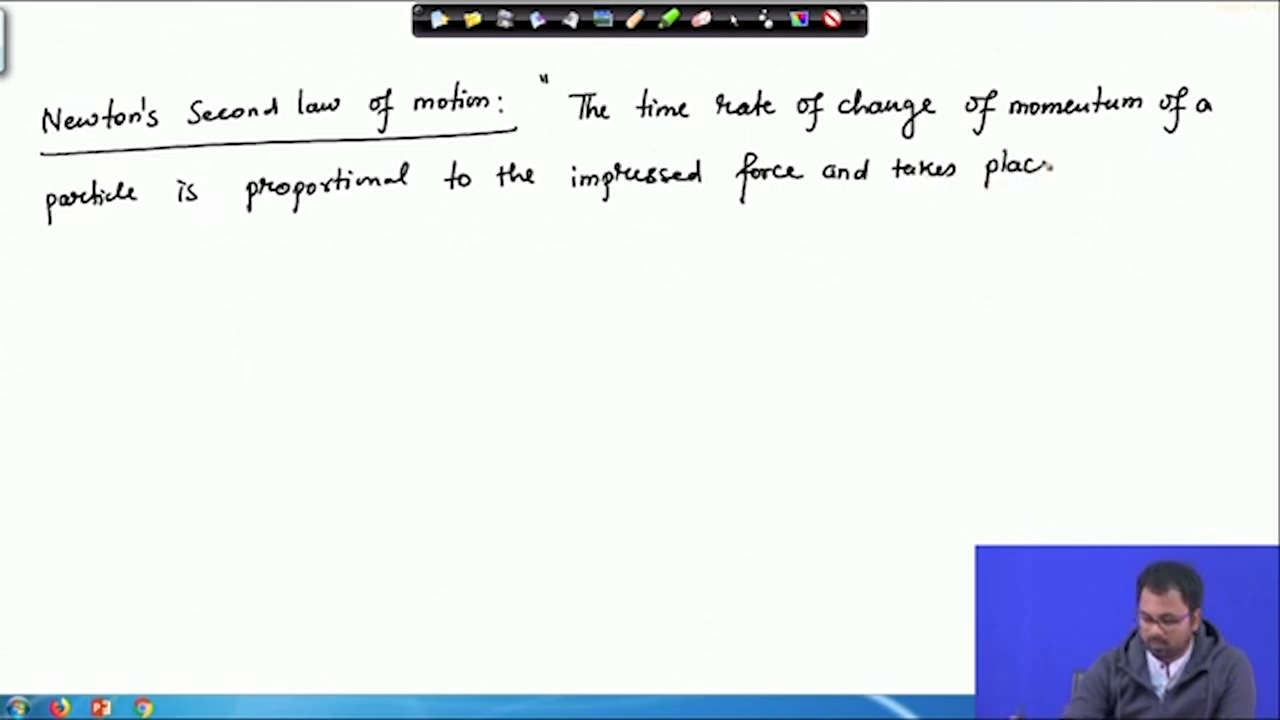 Newton's Second law of motion: " The time rate of change of momentum of a
particle is proportional to the impressed force and takes plac